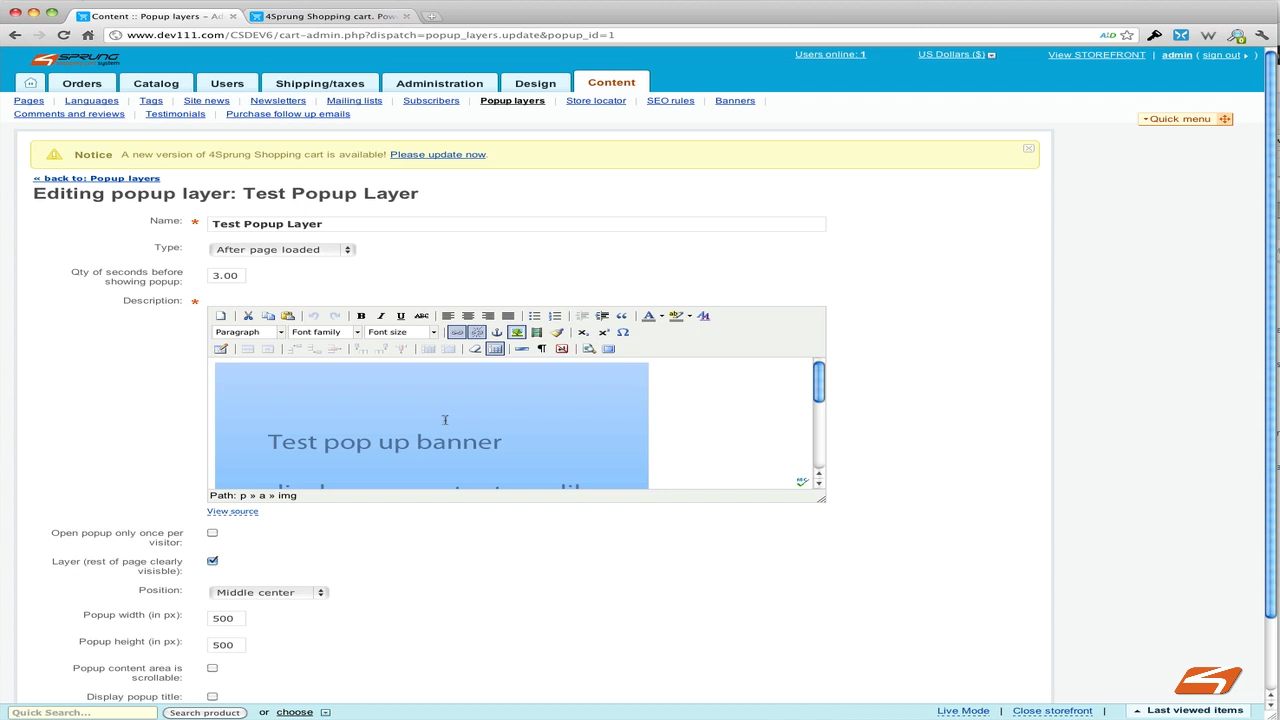 Content :: Popup layers – Ad
4Sprung Shopping cart. Pow
www.dev111.com/CSDEV6/cart-admin.php?dispatch=popup_layers.update&popup_id=1
SPRUNG
system
Users online: 1
US Dollars ($)
View STOREFRONT | admin ( sign out )
Orders
Catalog
Users
Shipping/taxes
Administration
Design
Content
Pages
Languages
Tags
Site news
Newsletters
Mailing lists
Subscribers
Popup layers
Store locator
SEO rules
Banners
Comments and reviews
Testimonials
Purchase follow up emails
Quick menu
Notice A new version of 4Sprung Shopping cart is available! Please update now.
« back to: Popup layers
Editing popup layer: Test Popup Layer
Name: * Test Popup Layer
Type: After page loaded
Qty of seconds before
showing popup: 3.00
Description: *
Paragraph
Font family
Font size
Test pop up banner
Path: p » a » img
View source
Open popup only once per
visitor:
Layer (rest of page clearly
visisble):
Position: Middle center
Popup width (in px): 500
Popup height (in px): 500
Popup content area is
scrollable:
Display popup title:
Quick Search...
Search product
or choose
Live Mode |
Close storefront |
Last viewed items